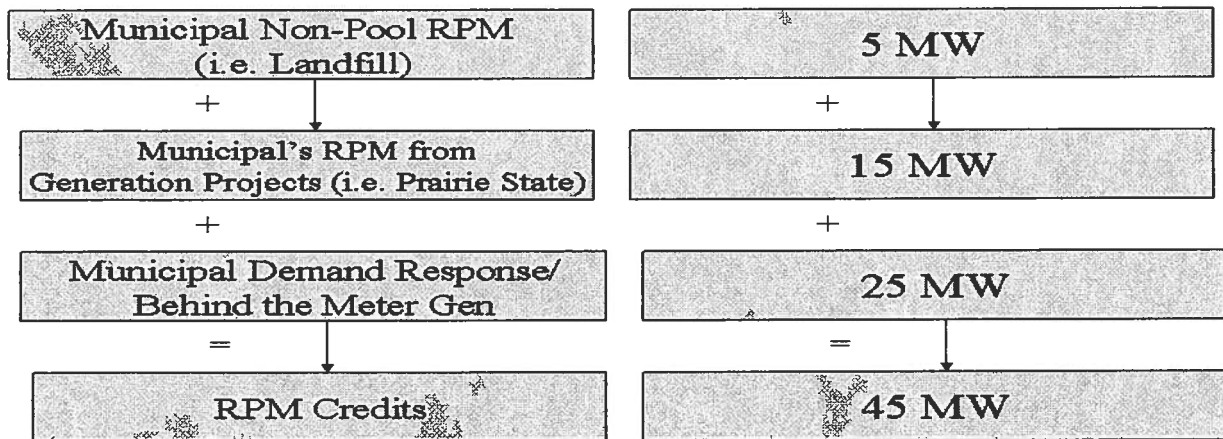 Municipal Non-Pool RPM
(i.e. Landfill)
5 MW
+
+
Municipal's RPM from
Generation Projects (i.e. Prairie State)
15 MW
+
+
Municipal Demand Response/
Behind the Meter Gen
25 MW
=
=
RPM Credits
45 MW